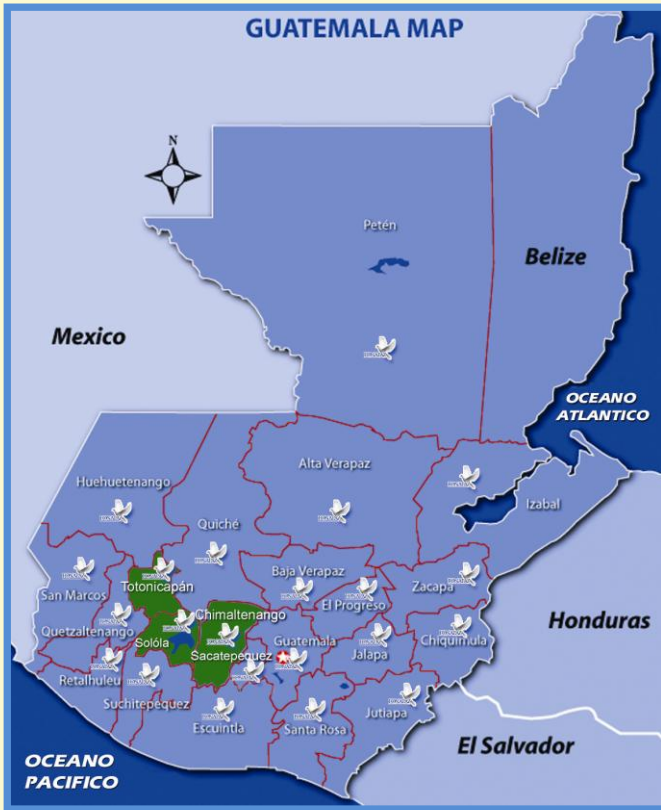 GUATEMALA MAP
N
Petén
Belize
Mexico
OCEANO
ATLANTICO
Alta Verapaz
Huehuetenango
Izabal
Quiché
Baja Verapaz
Totonicapán
Zacapa
San Marcos
El Progreso
Chimaltenango
Honduras
Quetzaltenango
Solóla
Guatemala
Chiquimula
Sacatepequez
Jalapa
Retalhuleu
Suchitepequez
Jutiapa
Escuintla
Santa Rosa
El Salvador
OCEANO
PACIFICO